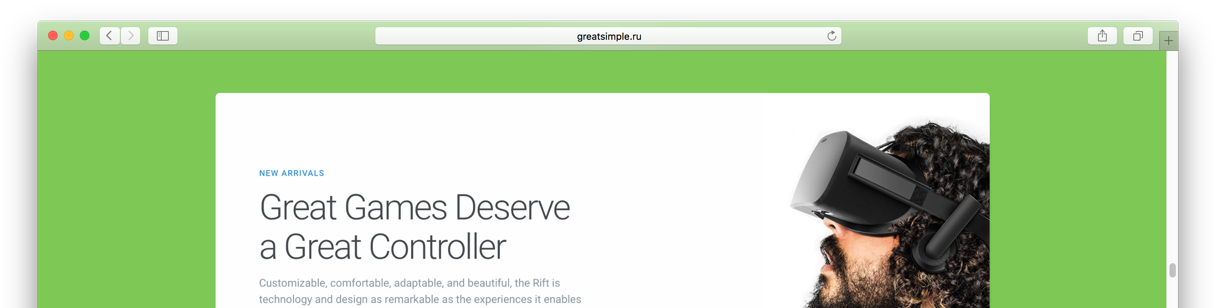 greatsimple.ru
NEW ARRIVALS
Great Games Deserve
a Great Controller
Customizable, comfortable, adaptable, and beautiful, the Rift is
technology and design as remarkable as the experiences it enables